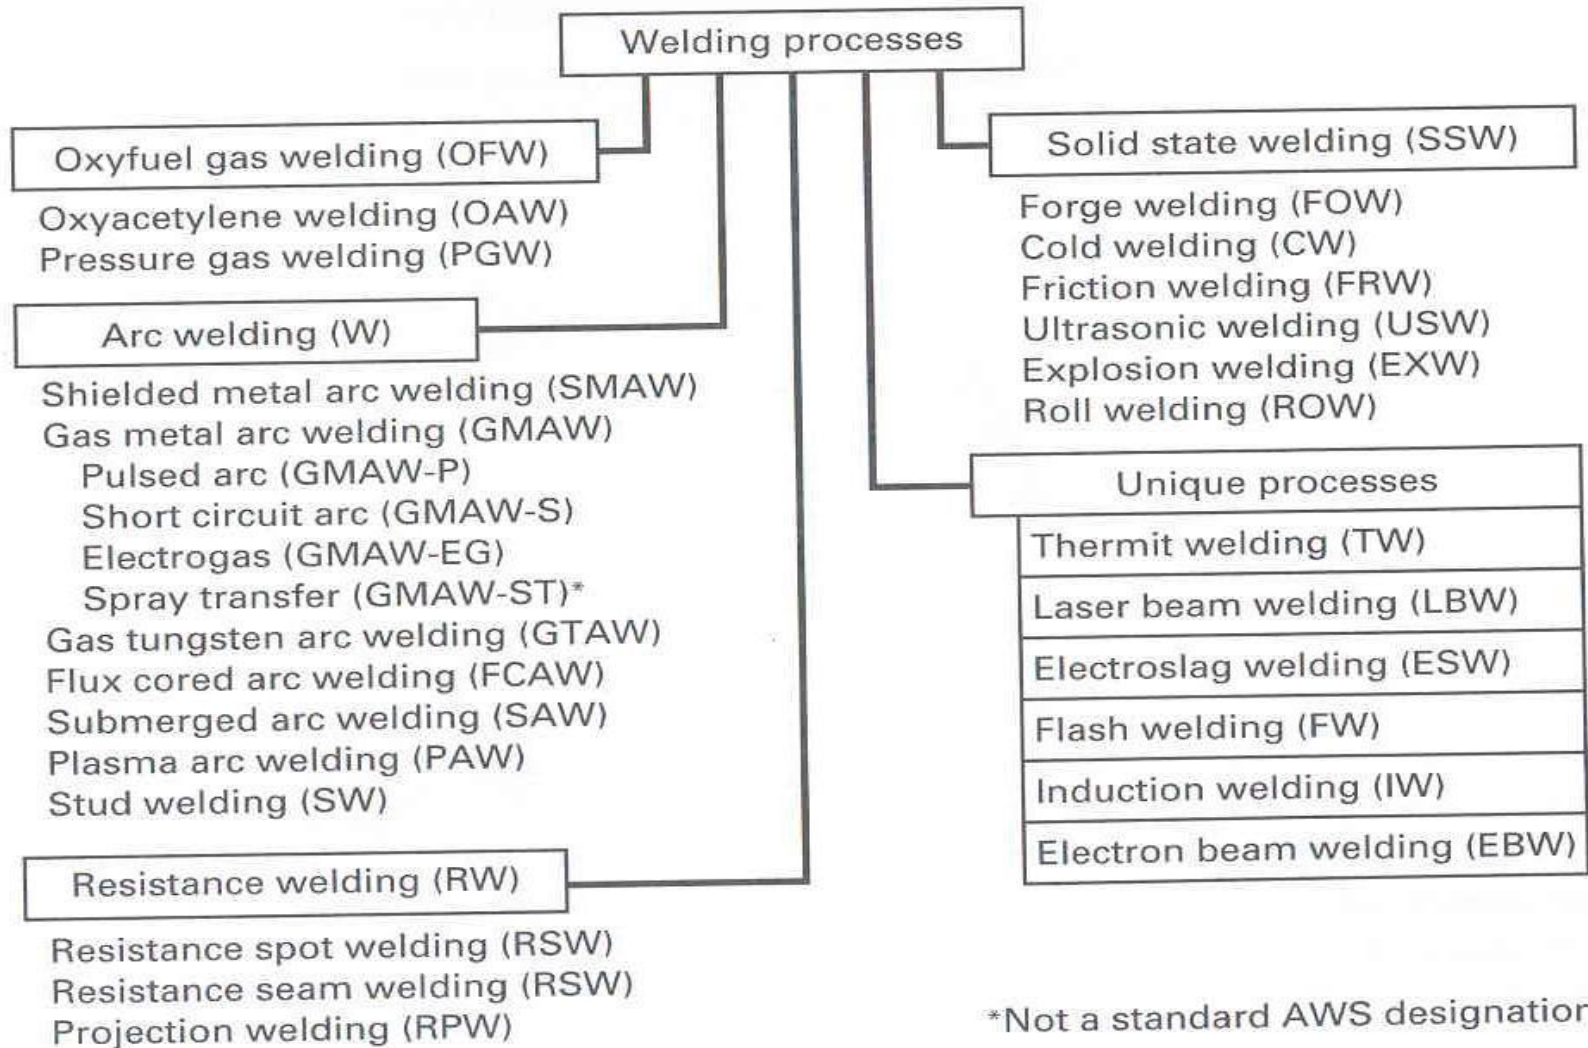 Welding processes
Oxyfuel gas welding (OFW)
Oxyacetylene welding (OAW)
Pressure gas welding (PGW)
Arc welding (W)
Shielded metal arc welding (SMAW)
Gas metal arc welding (GMAW)
Pulsed arc (GMAW-P)
Short circuit arc (GMAW-S)
Electrogas (GMAW-EG)
Spray transfer (GMAW-ST)*
Gas tungsten arc welding (GTAW)
Flux cored arc welding (FCAW)
Submerged arc welding (SAW)
Plasma arc welding (PAW)
Stud welding (SW)
Resistance welding (RW)
Resistance spot welding (RSW)
Resistance seam welding (RSW)
Projection welding (RPW)
Solid state welding (SSW)
Forge welding (FOW)
Cold welding (CW)
Friction welding (FRW)
Ultrasonic welding (USW)
Explosion welding (EXW)
Roll welding (ROW)
Unique processes
Thermit welding (TW)
Laser beam welding (LBW)
Electroslag welding (ESW)
Flash welding (FW)
Induction welding (IW)
Electron beam welding (EBW)
*Not a standard AWS designation